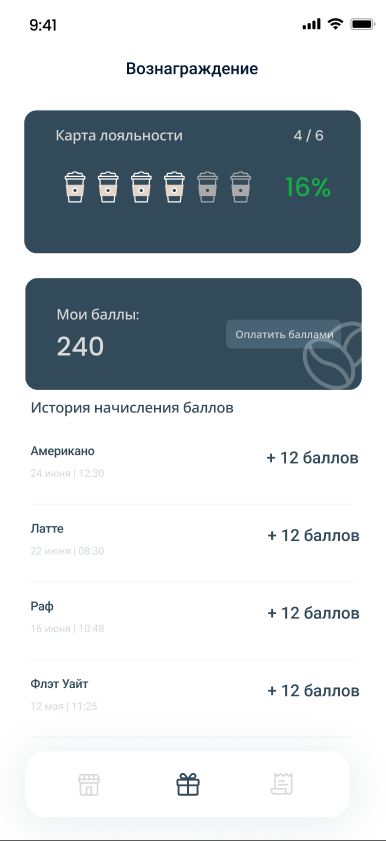 9:41
Вознаграждение
Карта лояльности 4 / 6
16%
Мои баллы:
240
Оплатить баллами
История начисления баллов
Американо
+ 12 баллов
24 июня | 12:30
Латте
+ 12 баллов
22 июня | 08:30
Раф
+ 12 баллов
16 июня | 10:48
Флэт Уайт
+ 12 баллов
12 мая | 11:25